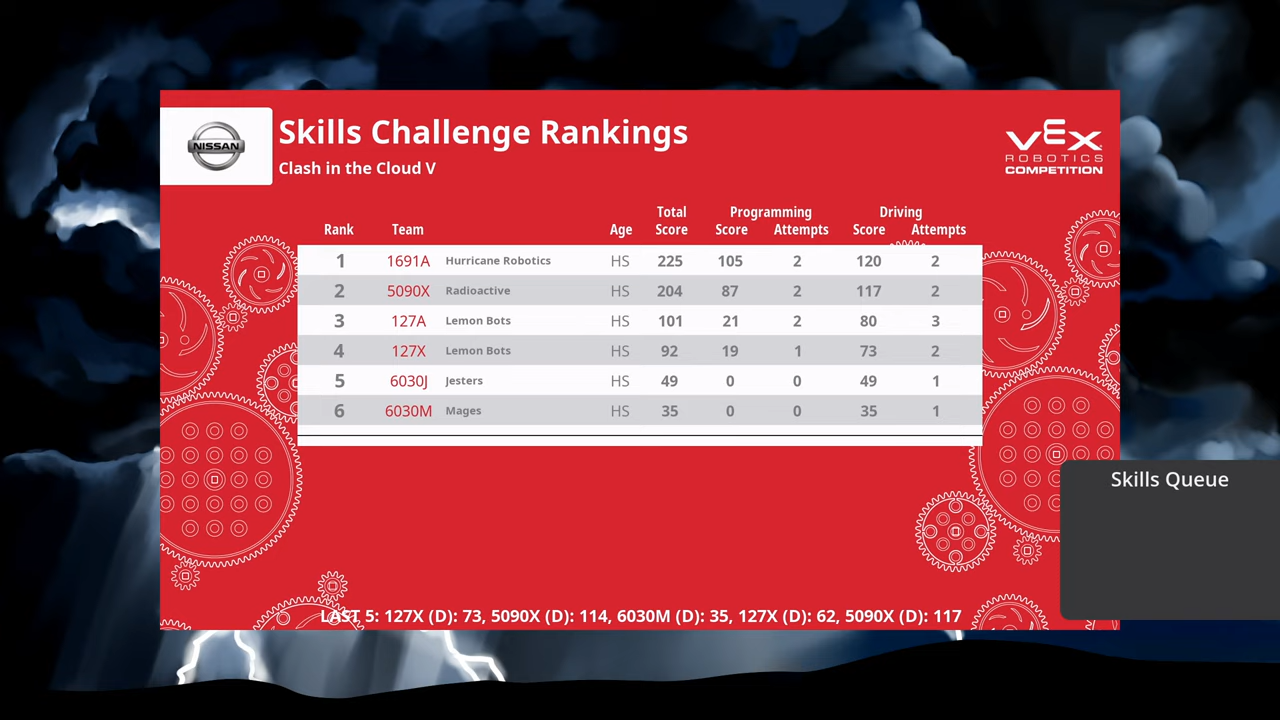 NISSAN
Skills Challenge Rankings
Clash in the Cloud V
VEX
ROBOTICS
COMPETITION
Total Programming Driving
Rank Team Age Score Score Attempts Score Attempts
1 1691A Hurricane Robotics HS 225 105 2 120 2
2 5090X Radioactive HS 204 87 2 117 2
3 127A Lemon Bots HS 101 21 2 80 3
4 127X Lemon Bots HS 92 19 1 73 2
5 6030J Jesters HS 49 0 0 49 1
6 6030M Mages HS 35 0 0 35 1
Skills Queue
LAST 5: 127X (D): 73, 5090X (D): 114, 6030M (D): 35, 127X (D): 62, 5090X (D): 117